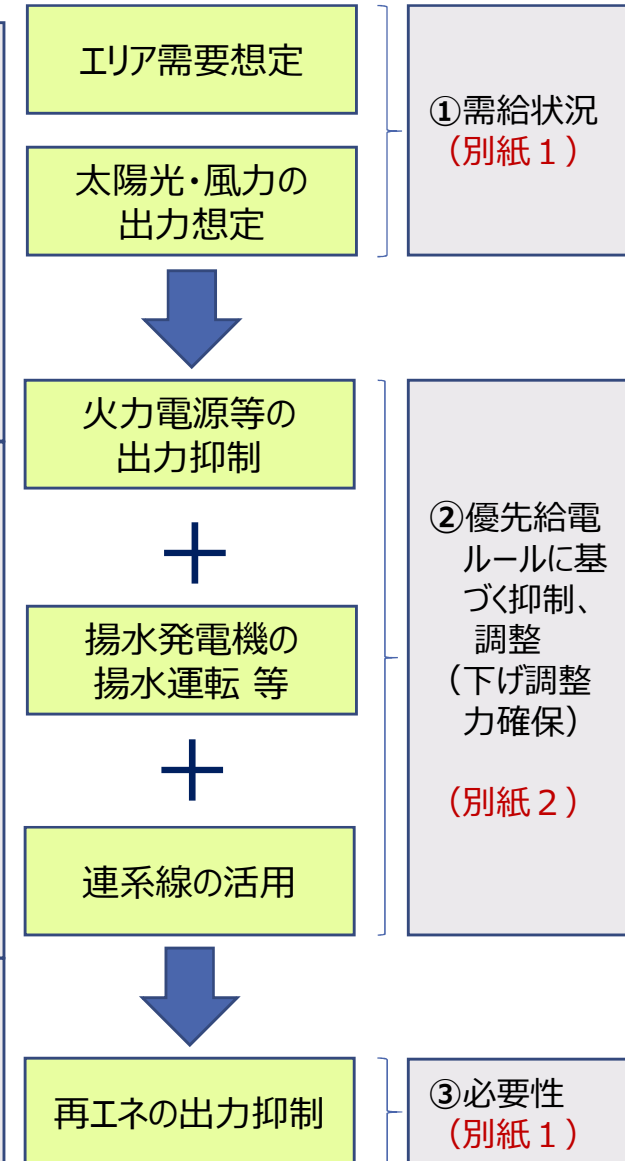 エリア需要想定
太陽光・風力の
出力想定
①需給状況
（別紙１）
火力電源等の
出力抑制
＋
揚水発電機の
揚水運転 等
＋
連系線の活用
②優先給電
ルールに基
づく抑制、
調整
（下げ調整
力確保）
（別紙２）
再エネの出力抑制
③必要性
（別紙１）